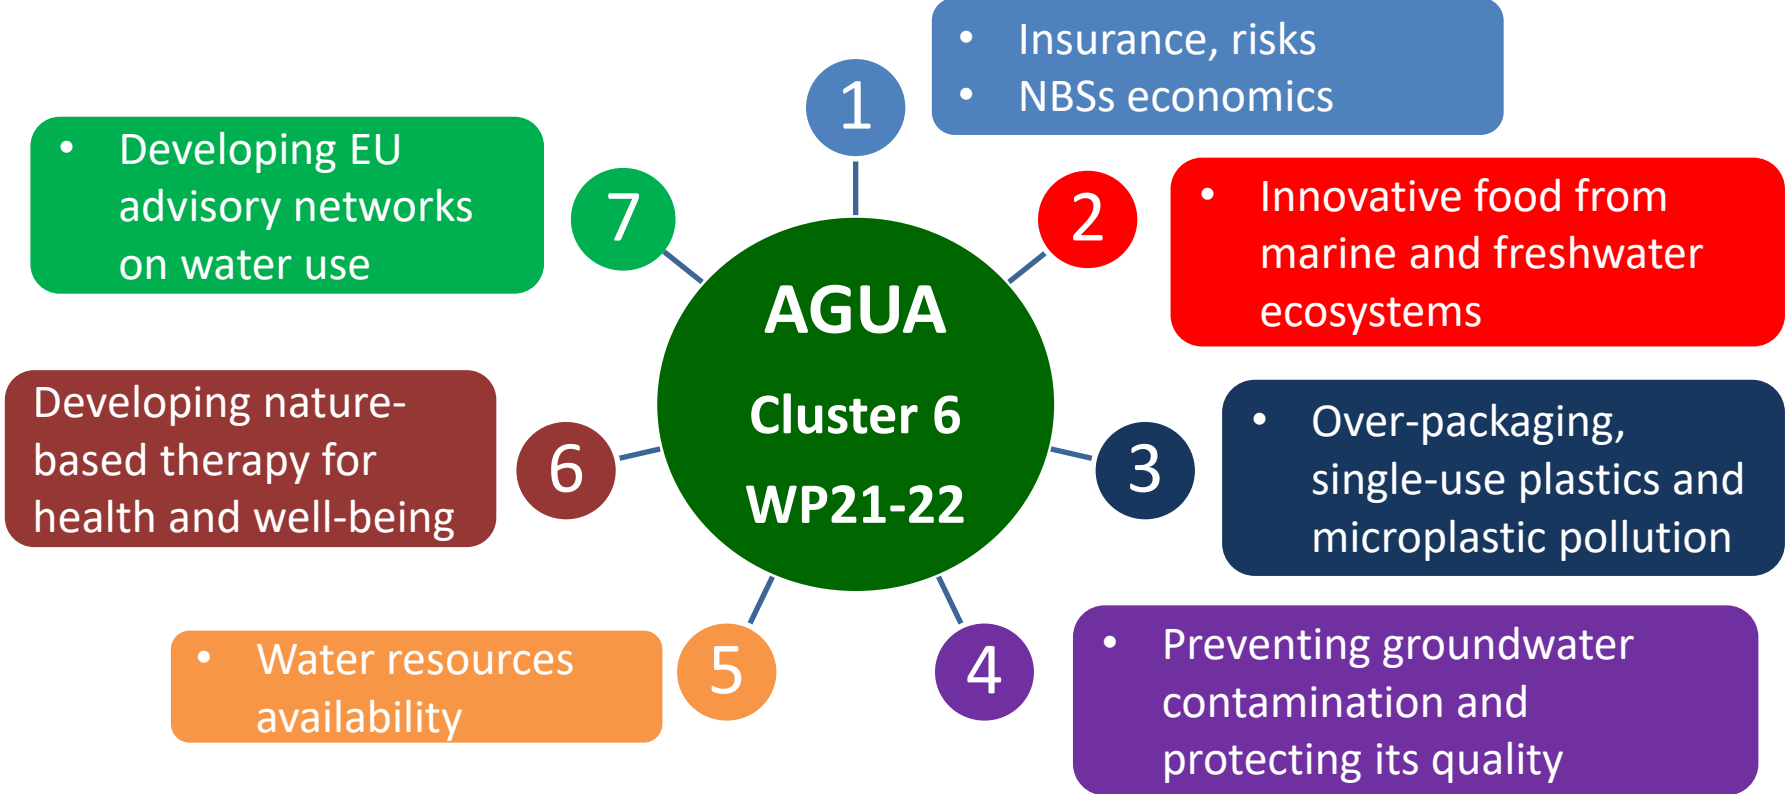 AGUA
Cluster 6
WP21-22
1
• Insurance, risks
• NBSs economics
2
• Innovative food from
marine and freshwater
ecosystems
3
• Over-packaging,
single-use plastics and
microplastic pollution
4
• Preventing groundwater
contamination and
protecting its quality
5
• Water resources
availability
6
Developing nature-
based therapy for
health and well-being
7
• Developing EU
advisory networks
on water use